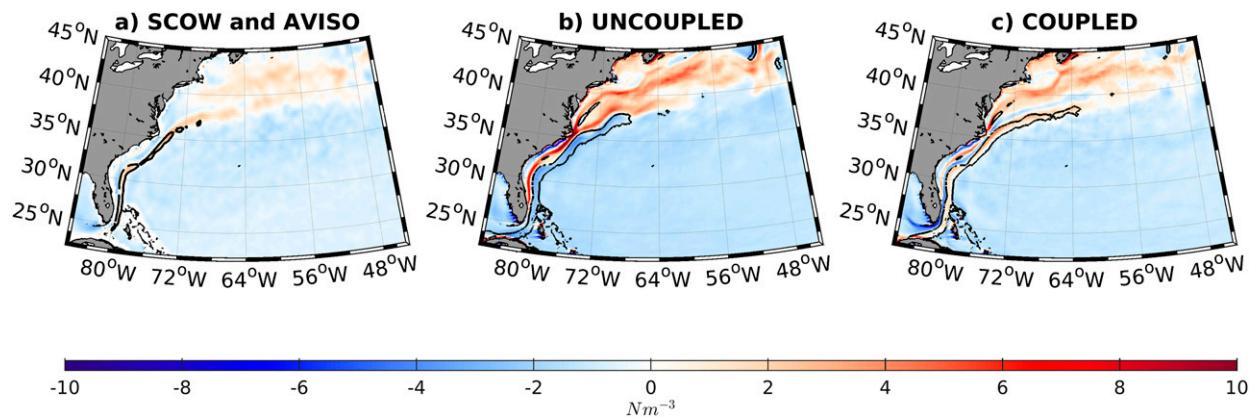 a) SCOW and AVISO
b) UNCOUPLED
c) COUPLED
45°N
40°N
35°N
30°N
25°N
80°W
72°W
64°W
56°W
48°W
45°N
40°N
35°N
30°N
25°N
80°W
72°W
64°W
56°W
48°W
45°N
40°N
35°N
30°N
25°N
80°W
72°W
64°W
56°W
48°W
-10 -8 -6 -4 -2 0 2 4 6 8 10
Nm⁻³